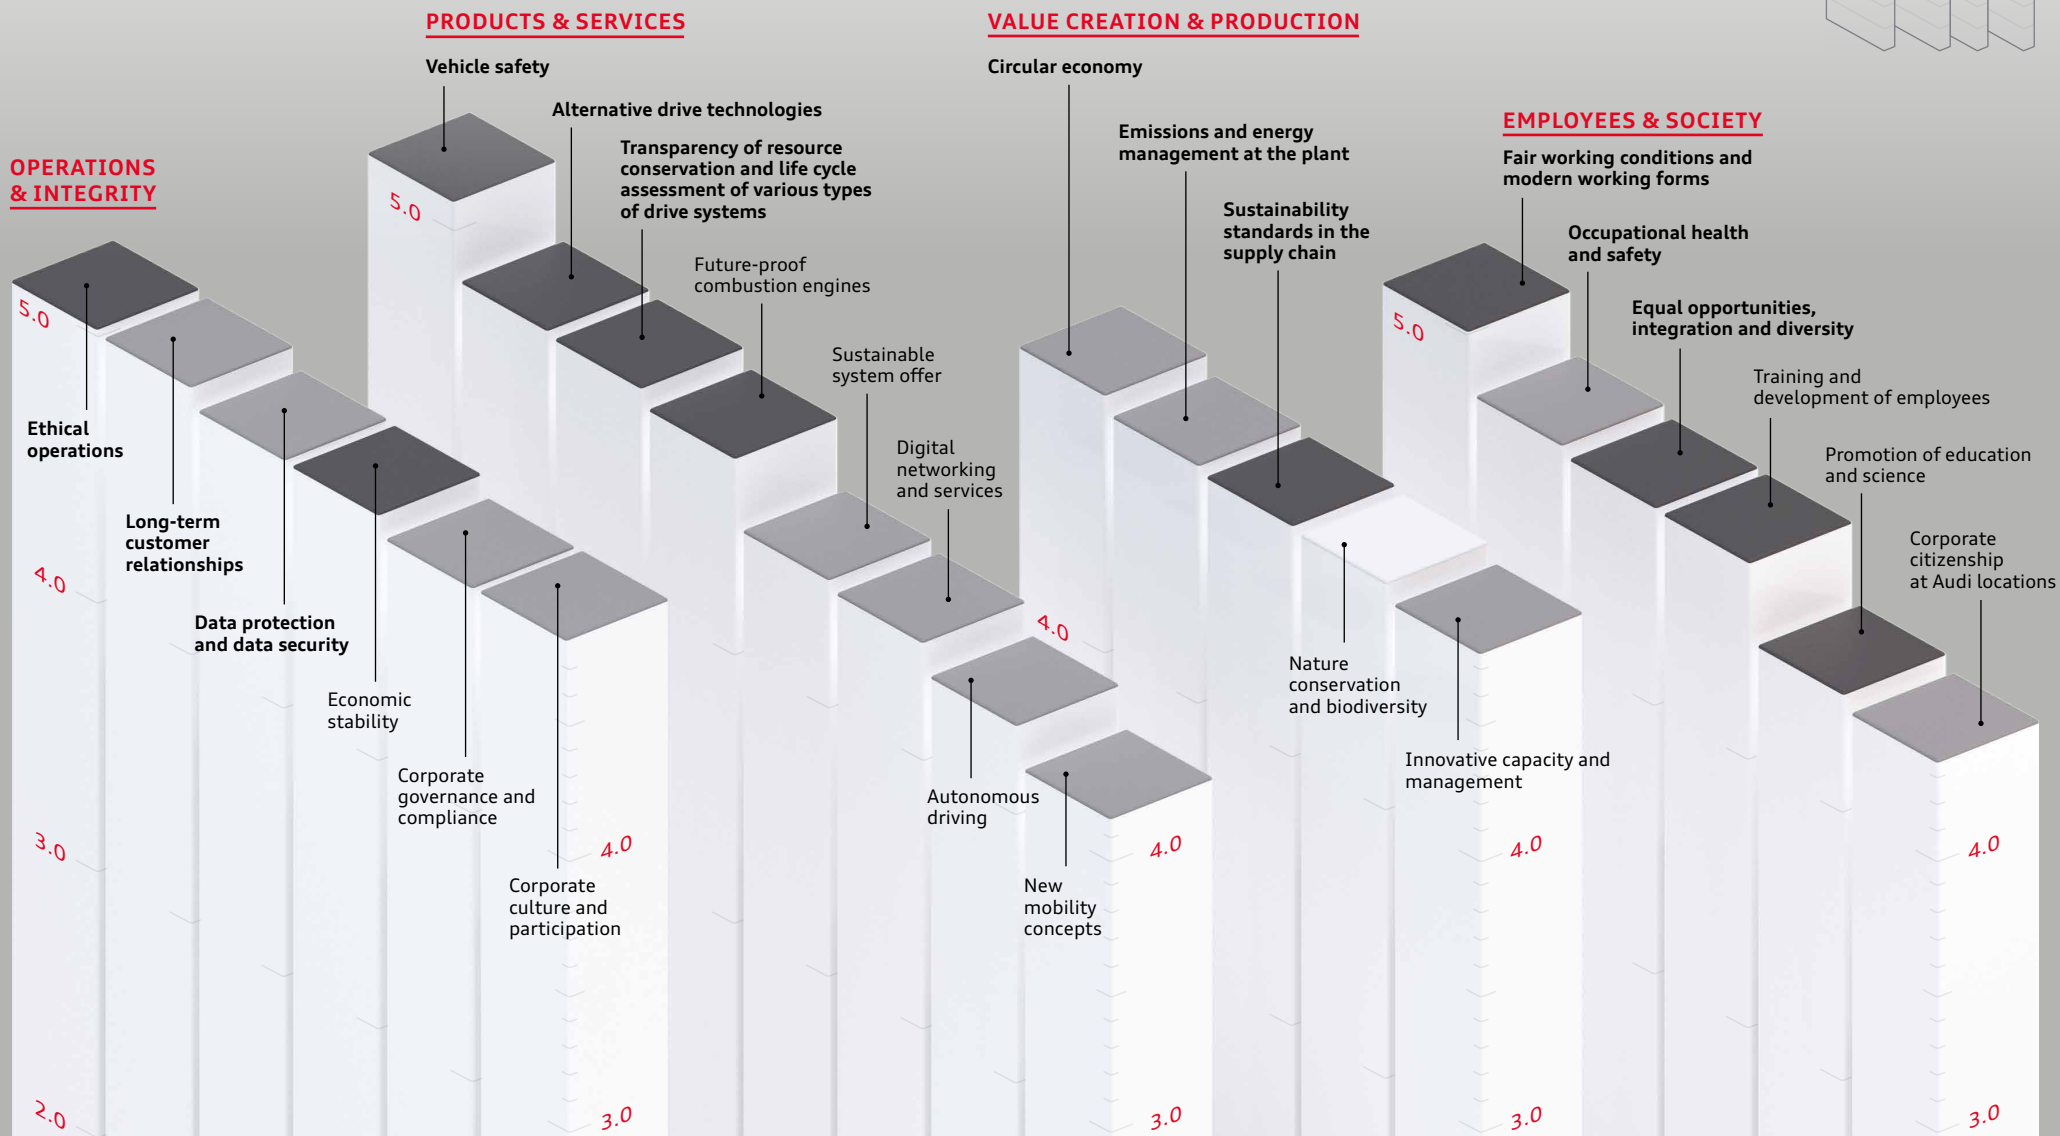 OPERATIONS
& INTEGRITY
5.0
4.0
3.0
2.0
Ethical
operations
Long-term
customer
relationships
Data protection
and data security
Economic
stability
Corporate
governance and
compliance
Corporate
culture and
participation
4.0
3.0
PRODUCTS & SERVICES
Vehicle safety
5.0
Alternative drive technologies
Transparency of resource
conservation and life cycle
assessment of various types
of drive systems
Future-proof
combustion engines
Sustainable
system offer
Digital
networking
and services
Autonomous
driving
New
mobility
concepts
4.0
3.0
VALUE CREATION & PRODUCTION
Circular economy
4.0
Emissions and energy
management at the plant
Sustainability
standards in the
supply chain
Nature
conservation
and biodiversity
Innovative capacity and
management
4.0
3.0
EMPLOYEES & SOCIETY
Fair working conditions and
modern working forms
5.0
Occupational health
and safety
Equal opportunities,
integration and diversity
Training and
development of employees
Promotion of education
and science
Corporate
citizenship
at Audi locations
4.0
3.0